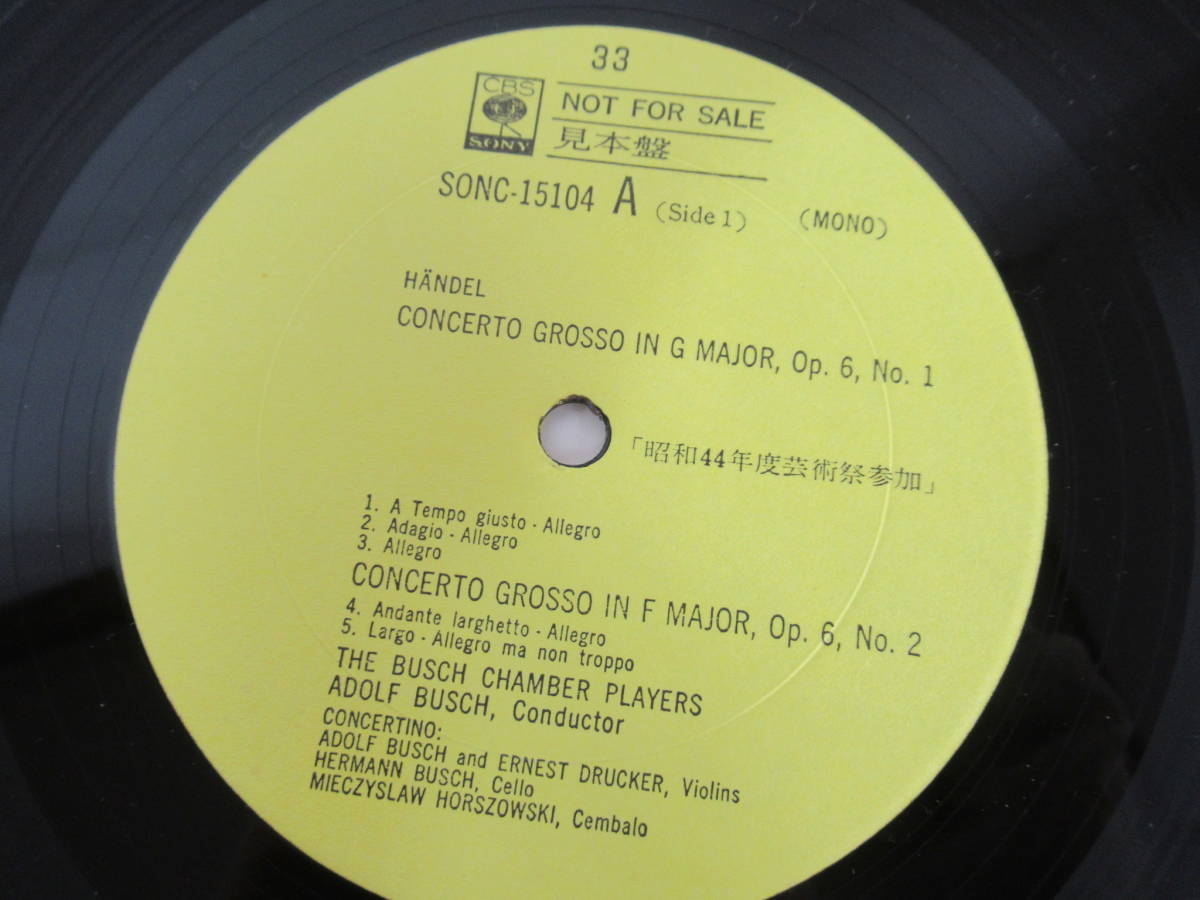 33
CBS
SONY
NOT FOR SALE
見本盤
SONC-15104 A (Side 1) (MONO)
HÄNDEL
CONCERTO GROSSO IN G MAJOR, Op. 6, No. 1
「昭和44年度芸術祭参加」
1. A Tempo giusto - Allegro
2. Adagio - Allegro
3. Allegro
CONCERTO GROSSO IN F MAJOR, Op. 6, No. 2
4. Andante larghetto - Allegro
5. Largo - Allegro ma non troppo
THE BUSCH CHAMBER PLAYERS
ADOLF BUSCH, Conductor
CONCERTINO:
ADOLF BUSCH and ERNEST DRUCKER, Violins
HERMANN BUSCH, Cello
MIECZYSLAW HORSZOWSKI, Cembalo